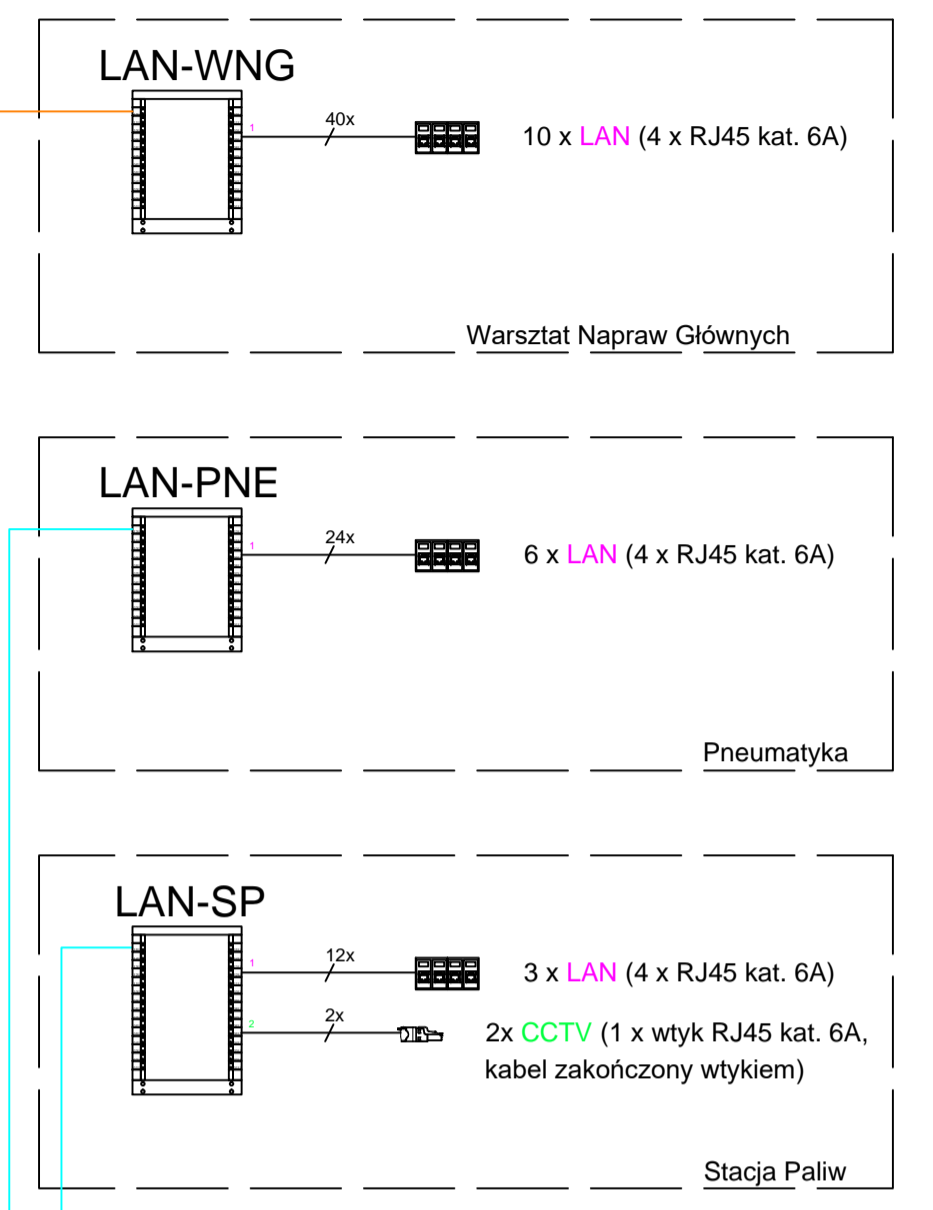 LAN-WNG
1
40x
10 x LAN (4 x RJ45 kat. 6A)
Warsztat Napraw Głównych
LAN-PNE
1
24x
6 x LAN (4 x RJ45 kat. 6A)
Pneumatyka
LAN-SP
1
12x
3 x LAN (4 x RJ45 kat. 6A)
2
2x
2x CCTV (1 x wtyk RJ45 kat. 6A,
kabel zakończony wtykiem)
Stacja Paliw